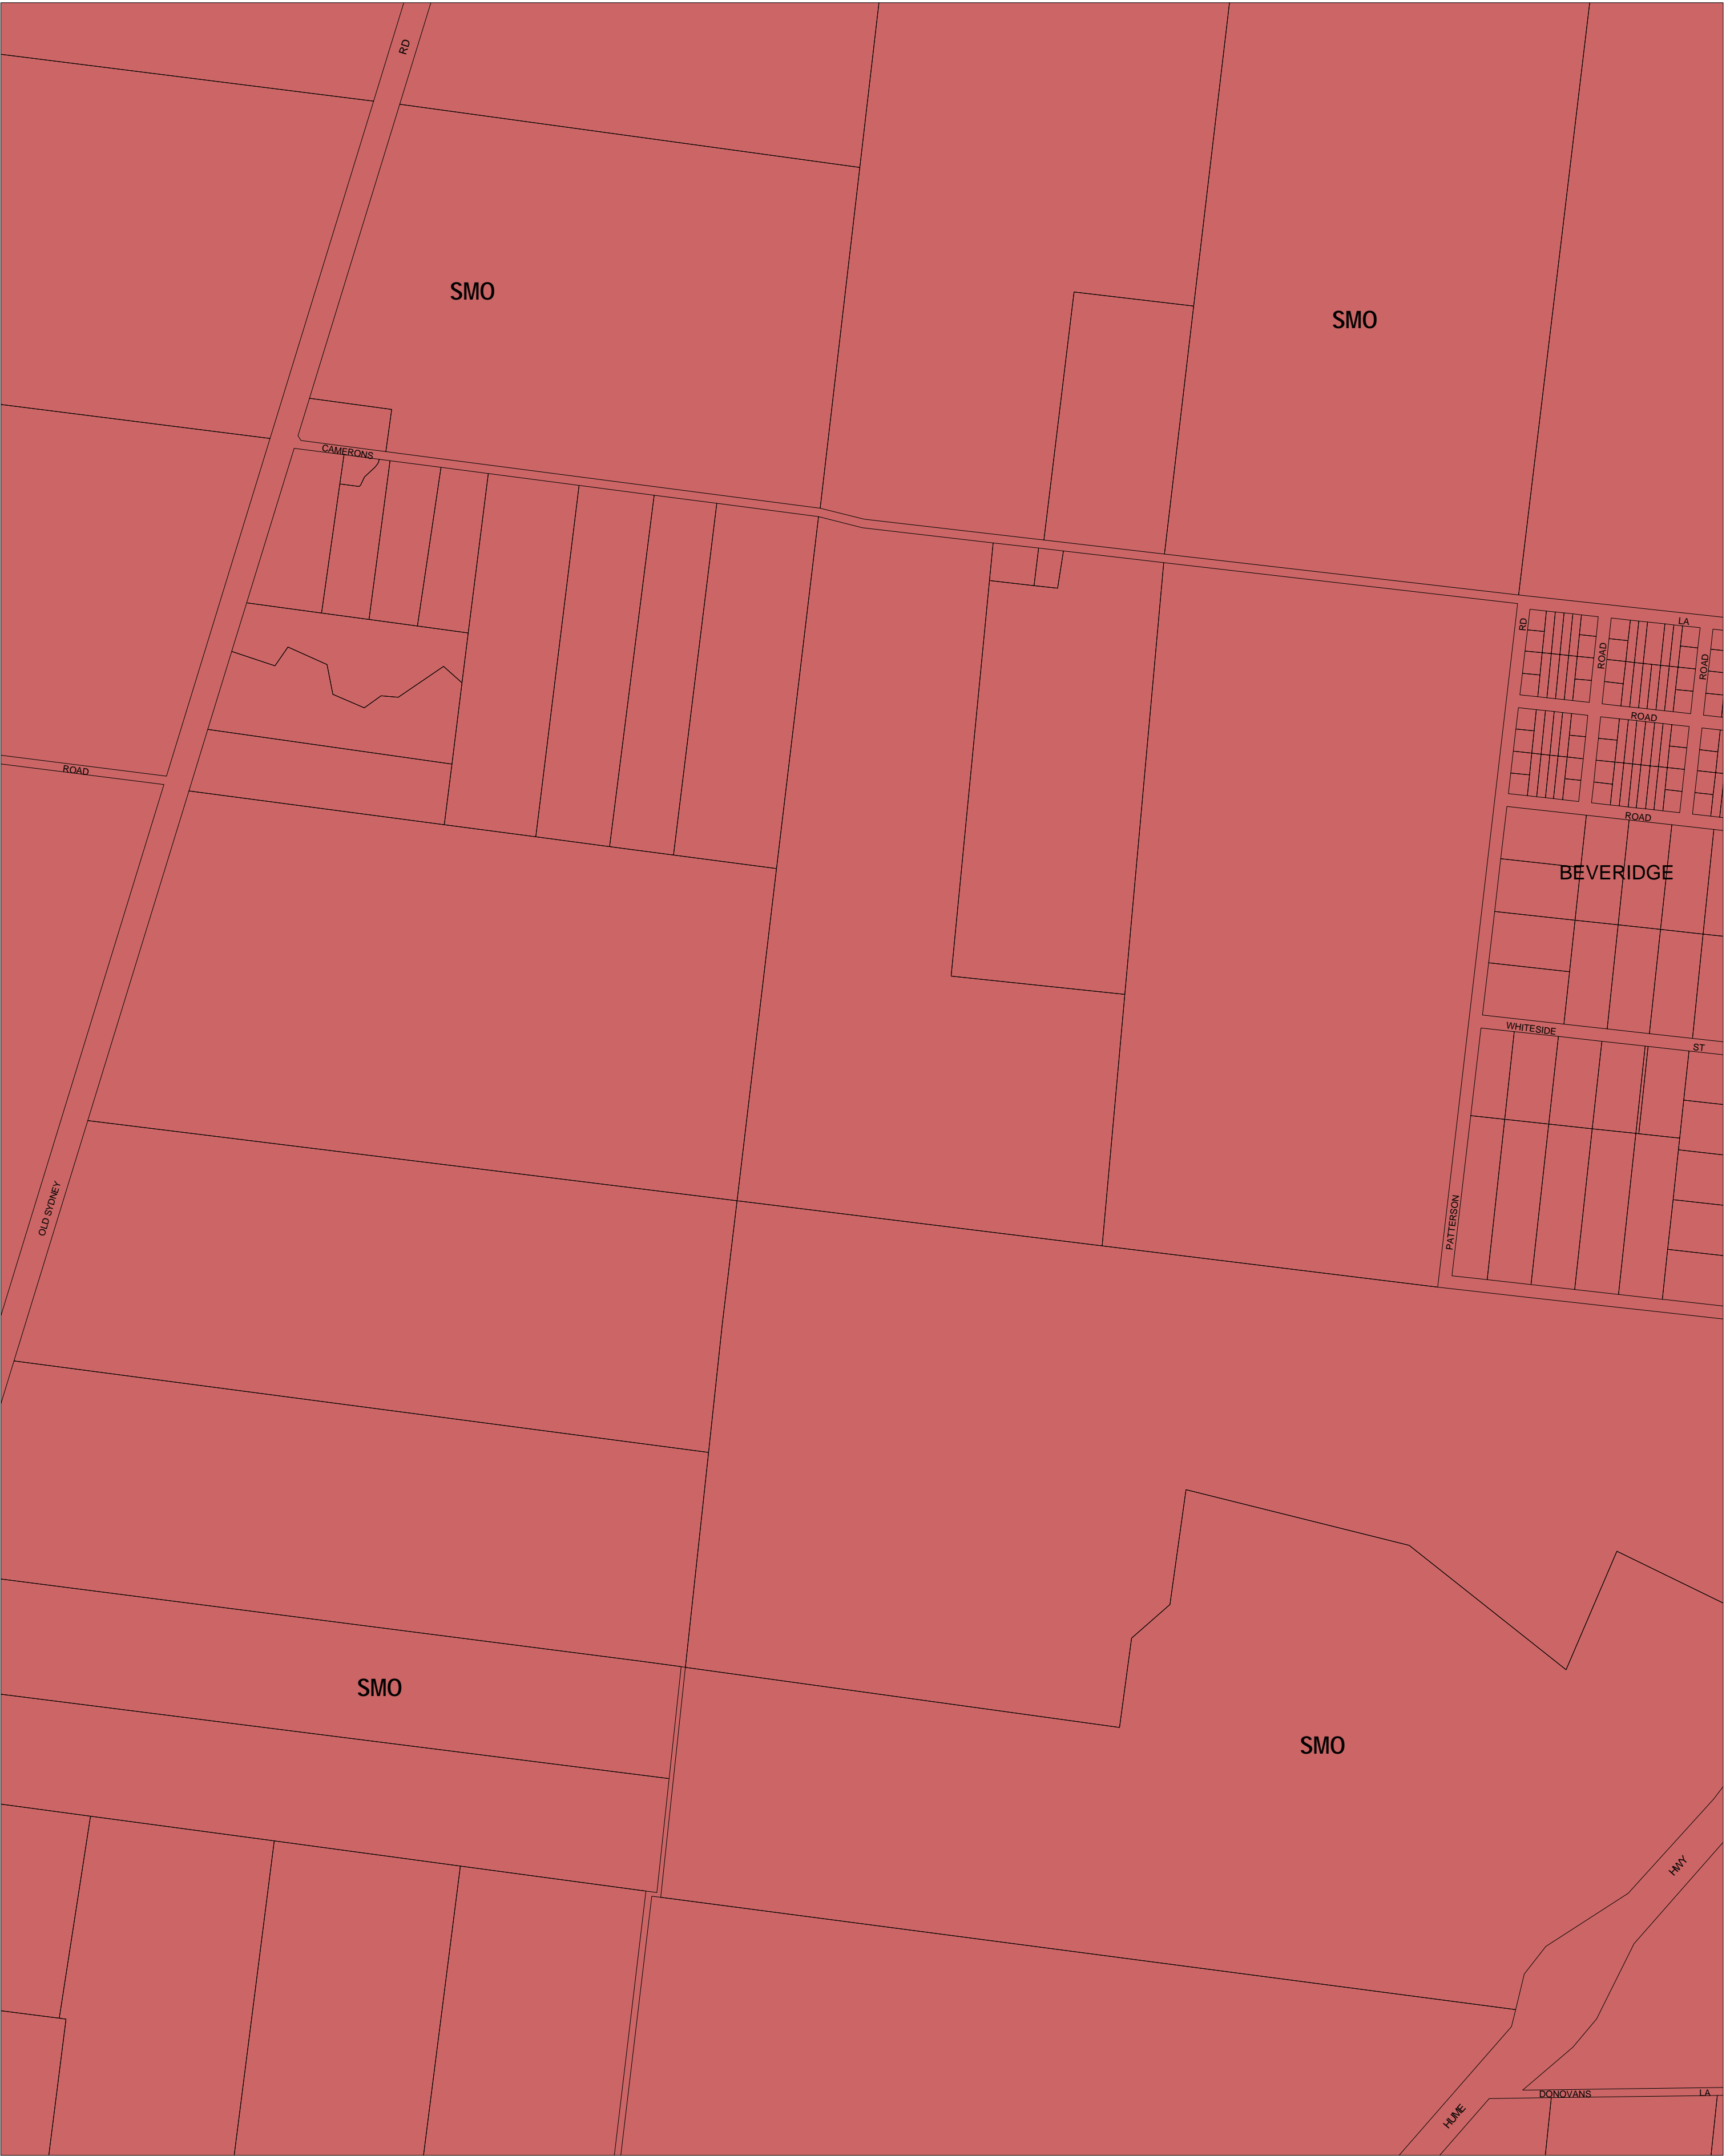 RD
SMO
SMO
CAMERONS
LA
RD
ROAD
ROAD
ROAD
ROAD
ROAD
BEVERIDGE
WHITESIDE
ST
OLD SYDNEY
PATTERSON
SMO
SMO
HWY
DONOVANS
LA
HUME